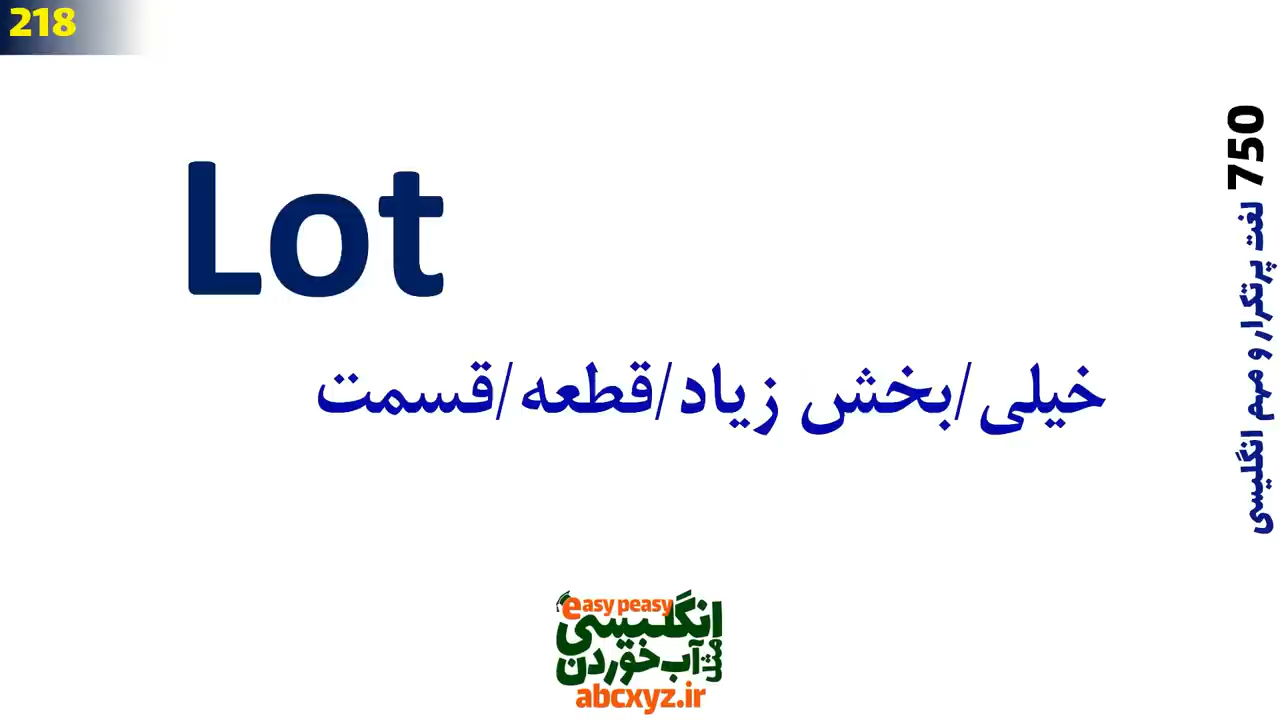 218
Lot
خیلی/بخش زیاد/قطعه/قسمت
750 لغت پرتکرار و مهم انگلیسی
easy peasy
انگلیسی
مثل آب خوردن
abcxyz.ir